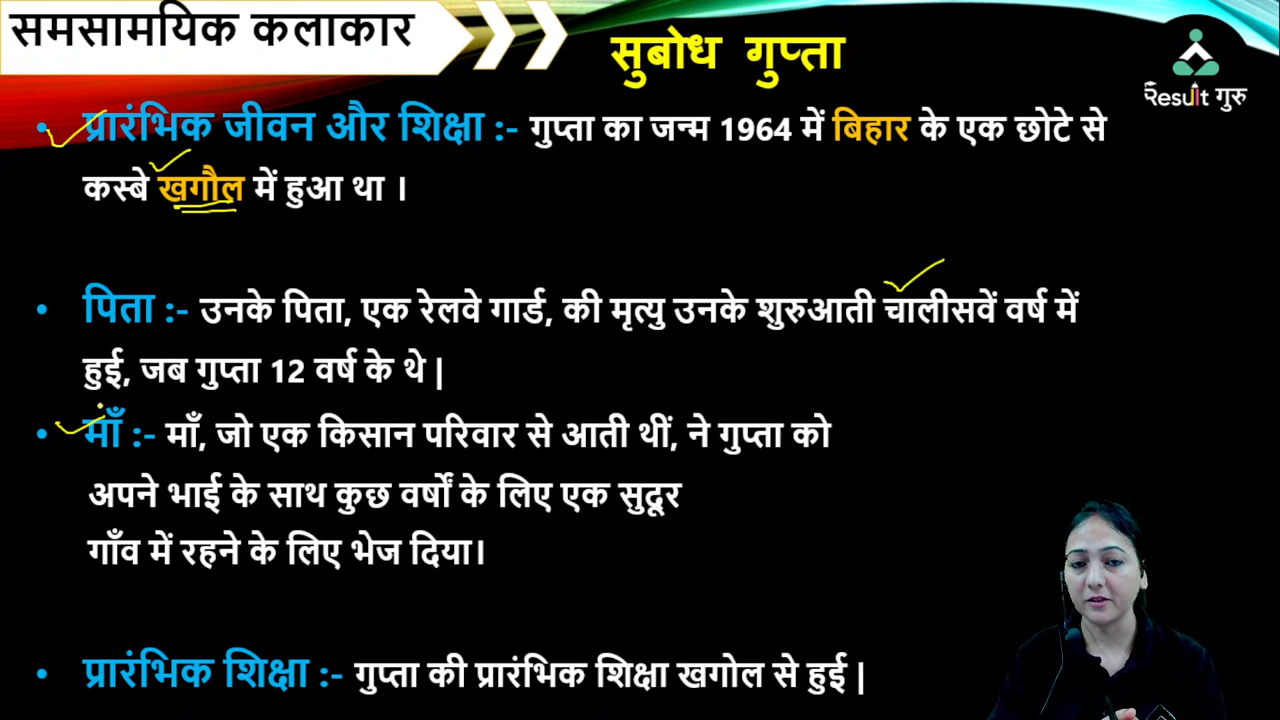 समसामयिक कलाकार
सुबोध गुप्ता
Result गुरु
• प्रारंभिक जीवन और शिक्षा :- गुप्ता का जन्म 1964 में बिहार के एक छोटे से
कस्बे खगौल में हुआ था ।
• पिता :- उनके पिता, एक रेलवे गार्ड, की मृत्यु उनके शुरुआती चालीसवें वर्ष में
हुई, जब गुप्ता 12 वर्ष के थे |
• माँ :- माँ, जो एक किसान परिवार से आती थीं, ने गुप्ता को
अपने भाई के साथ कुछ वर्षों के लिए एक सुदूर
गाँव में रहने के लिए भेज दिया।
• प्रारंभिक शिक्षा :- गुप्ता की प्रारंभिक शिक्षा खगोल से हुई |